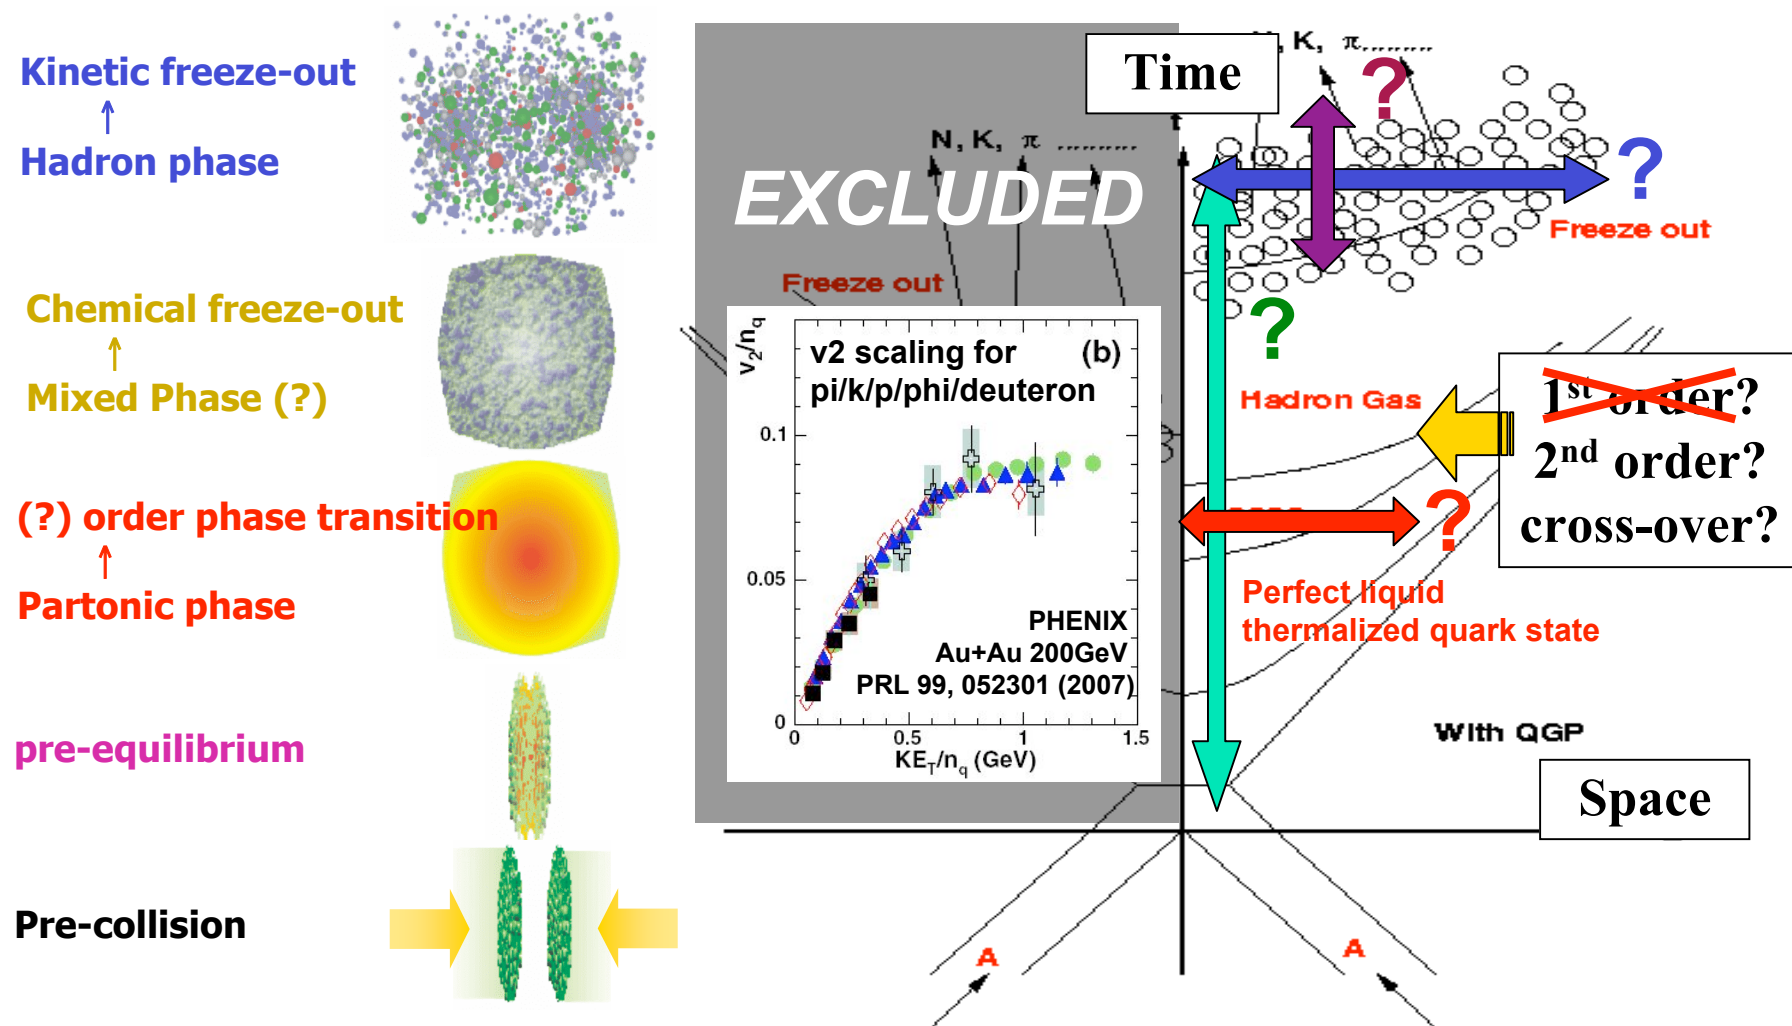 Kinetic freeze-out
Hadron phase
Chemical freeze-out
Mixed Phase (?)
(?) order phase transition
Partonic phase
pre-equilibrium
Pre-collision
Time
N, K, π ..........
EXCLUDED
Freeze out
, K, π.........
t
?
?
Freeze out
?
Hadron Gas
1st order?
2nd order?
cross-over?
?
Perfect liquid
thermalized quark state
With QGP
Space
A
A
v2/nq
v2 scaling for
pi/k/p/phi/deuteron
(b)
0.1
0.05
0
PHENIX
Au+Au 200GeV
PRL 99, 052301 (2007)
0
0.5
1
1.5
KET/nq (GeV)